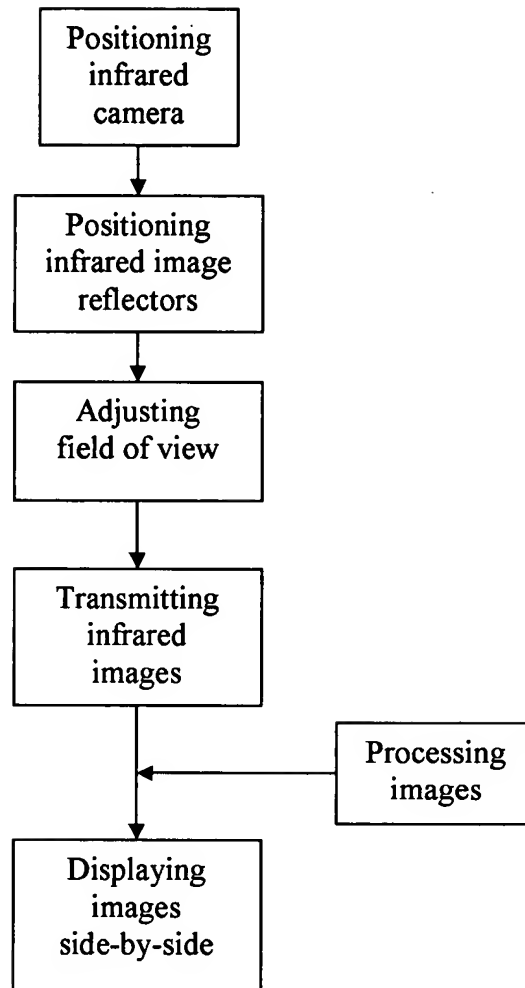 Positioning
infrared
camera
Positioning
infrared image
reflectors
Adjusting
field of view
Transmitting
infrared
images
Processing
images
Displaying
images
side-by-side